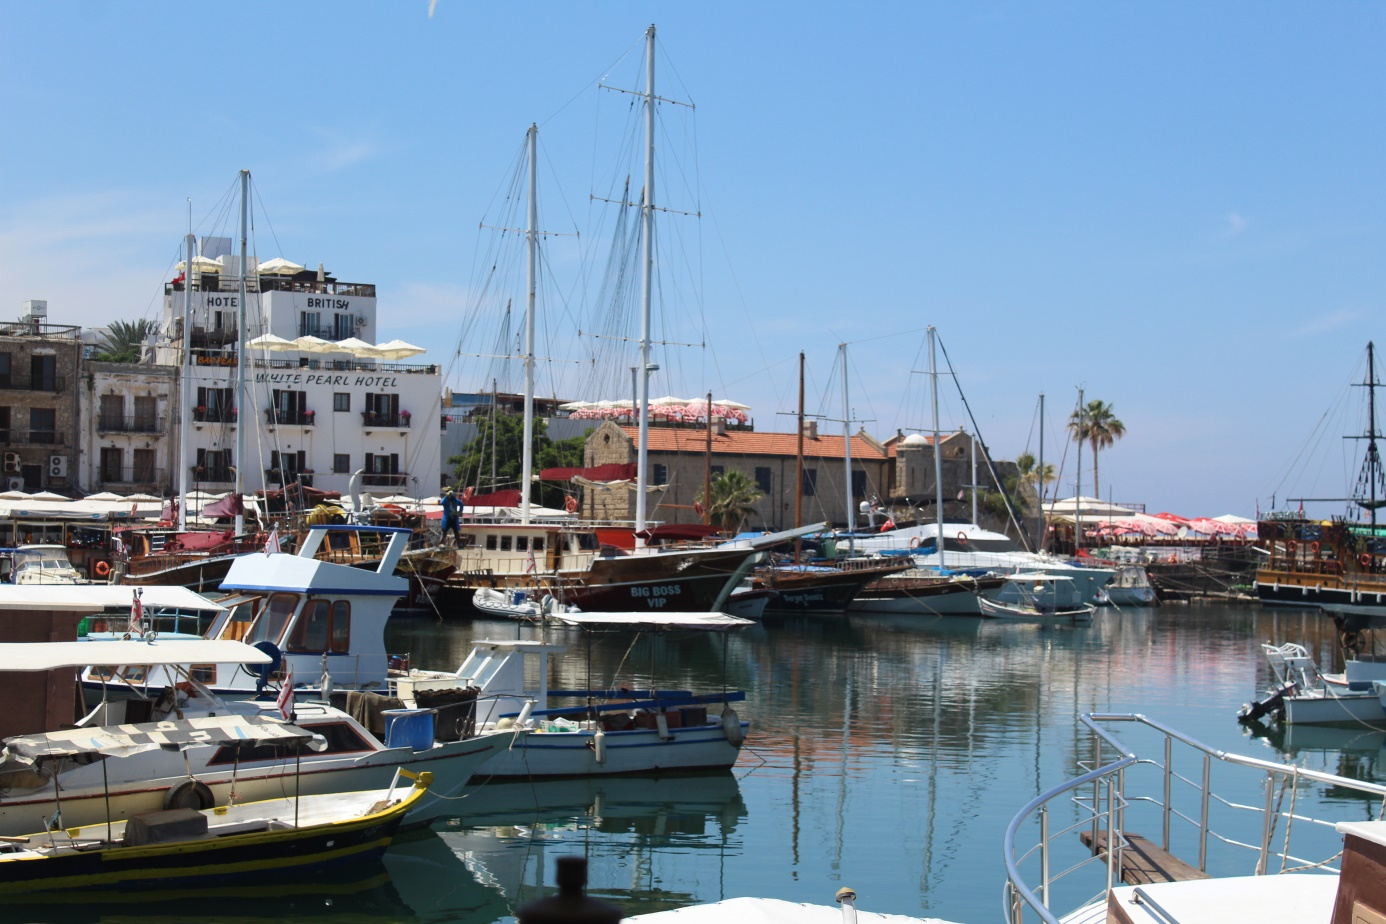 HOTEL
BRITISH
WHITE PEARL HOTEL
BIG BOSS
VIP